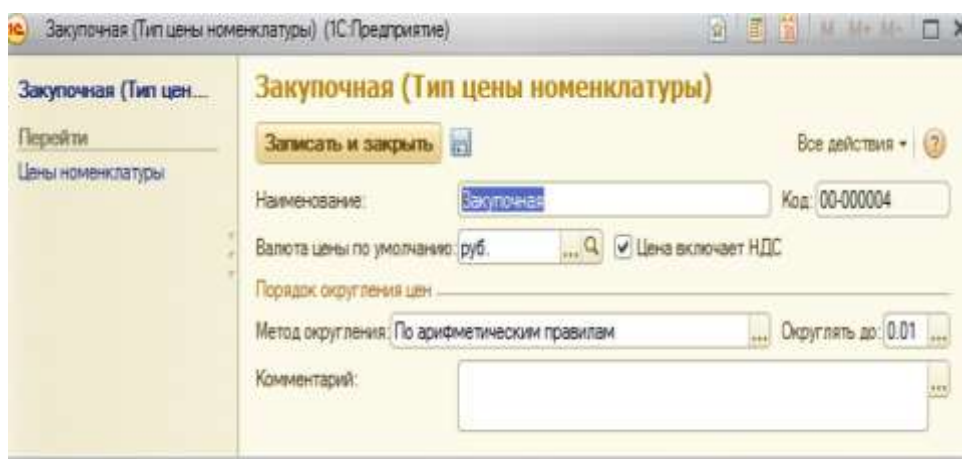 Закупочная (Тип цены номенклатуры) (1С:Предприятие)
M M+ M-
Закупочная (Тип цен...
Перейти
Цены номенклатуры
Закупочная (Тип цены номенклатуры)
Записать и закрыть
Все действия
Наименование: Закупочная Код: 00-000004
Валюта цены по умолчанию: руб. ... Цена включает НДС
Порядок округления цен
Метод округления: По арифметическим правилам ... Округлять до: 0.01 ...
Комментарий: ...